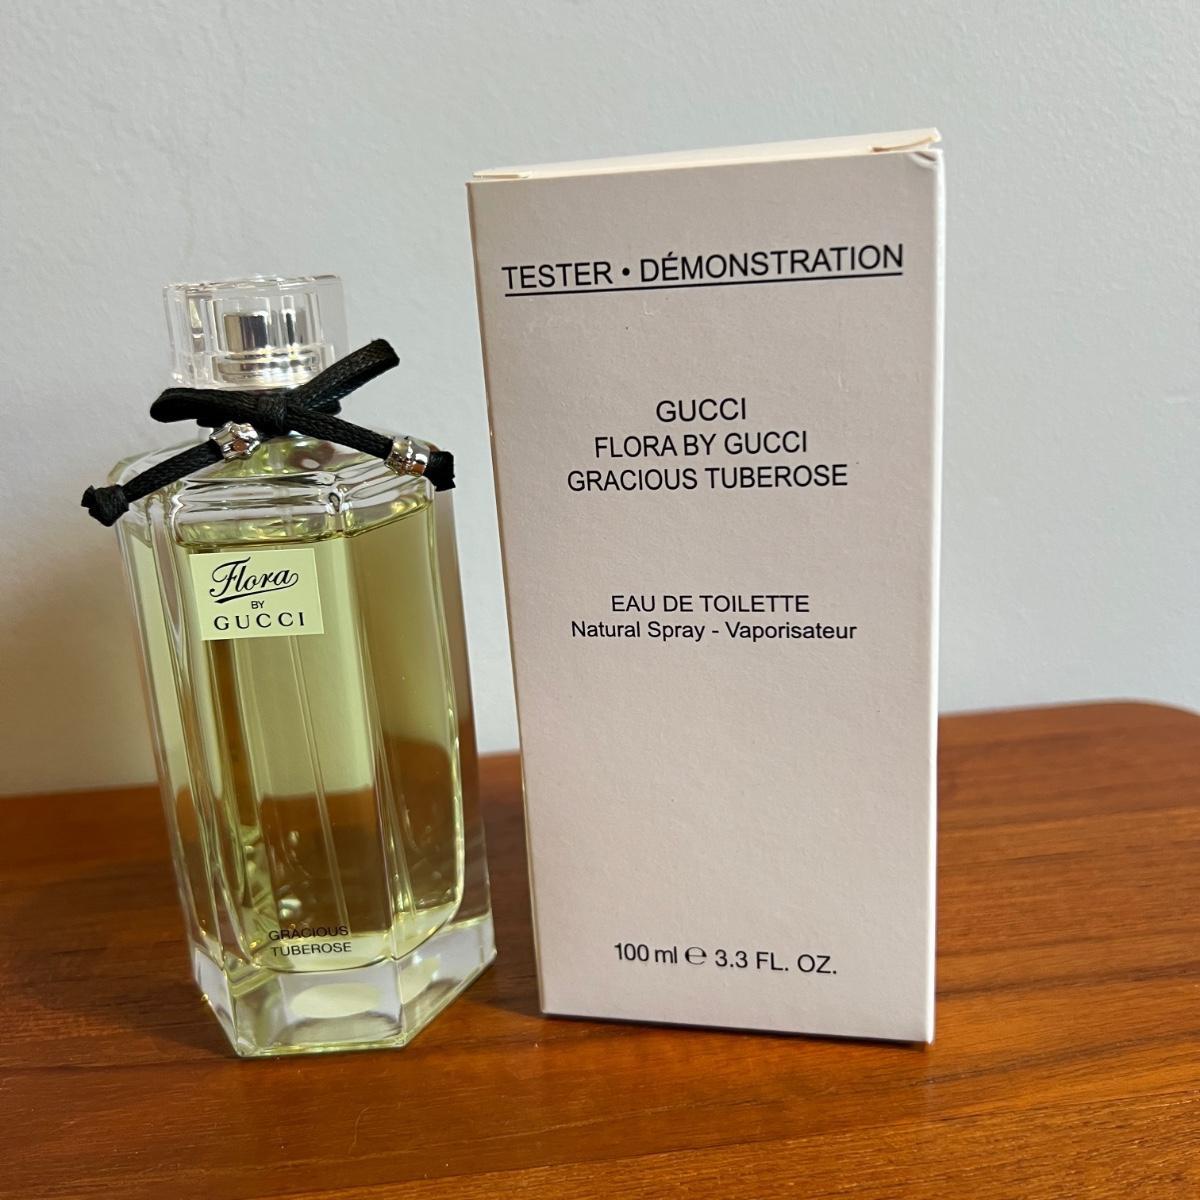 TESTER • DÉMONSTRATION
GUCCI
FLORA BY GUCCI
GRACIOUS TUBEROSE
EAU DE TOILETTE
Natural Spray - Vaporisateur
100 ml ℮ 3.3 FL. OZ.
Flora
BY
GUCCI
GRACIOUS
TUBEROSE